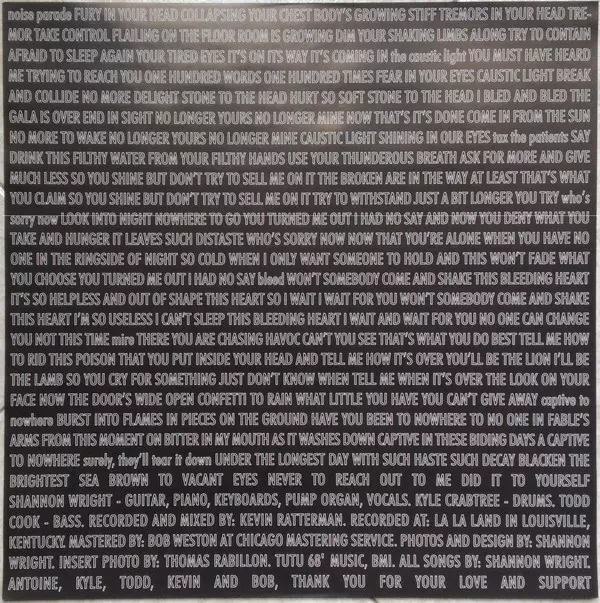 noise parade FURY IN YOUR HEAD COLLAPSING YOUR CHEST BODY'S GROWING STIFF TREMORS IN YOUR HEAD TRE-
MOR TAKE CONTROL FLAILING ON THE FLOOR ROOM IS GROWING DIM YOUR SHAKING LIMBS ALONG TRY TO CONTAIN
AFRAID TO SLEEP AGAIN YOUR TIRED EYES IT'S ON ITS WAY IT'S COMING IN the caustic light YOU MUST HAVE HEARD
ME TRYING TO REACH YOU ONE HUNDRED WORDS ONE HUNDRED TIMES FEAR IN YOUR EYES CAUSTIC LIGHT BREAK
AND COLLIDE NO MORE DELIGHT STONE TO THE HEAD HURT SO SOFT STONE TO THE HEAD I BLED AND BLED THE
GALA IS OVER END IN SIGHT NO LONGER YOURS NO LONGER MINE NOW THAT'S IT'S DONE COME IN FROM THE SUN
NO MORE TO WAKE NO LONGER YOURS NO LONGER MINE CAUSTIC LIGHT SHINING IN OUR EYES tax the patients SAY
DRINK THIS FILTHY WATER FROM YOUR FILTHY HANDS USE YOUR THUNDEROUS BREATH ASK FOR MORE AND GIVE
MUCH LESS SO YOU SHINE BUT DON'T TRY TO SELL ME ON IT THE BROKEN ARE IN THE WAY AT LEAST THAT'S WHAT
YOU CLAIM SO YOU SHINE BUT DON'T TRY TO SELL ME ON IT TRY TO WITHSTAND JUST A BIT LONGER YOU TRY who's
sorry now LOOK INTO NIGHT NOWHERE TO GO YOU TURNED ME OUT I HAD NO SAY AND NOW YOU DENY WHAT YOU
TAKE AND HUNGER IT LEAVES SUCH DISTASTE WHO'S SORRY NOW NOW THAT YOU'RE ALONE WHEN YOU HAVE NO
ONE IN THE RINGSIDE OF NIGHT SO COLD WHEN I ONLY WANT SOMEONE TO HOLD AND THIS WON'T FADE WHAT
YOU CHOOSE YOU TURNED ME OUT I HAD NO SAY bleed WON'T SOMEBODY COME AND SHAKE THIS BLEEDING HEART
IT'S SO HELPLESS AND OUT OF SHAPE THIS HEART SO I WAIT I WAIT FOR YOU WON'T SOMEBODY COME AND SHAKE
THIS HEART I'M SO USELESS I CAN'T SLEEP THIS BLEEDING HEART I WAIT AND WAIT FOR YOU NO ONE CAN CHANGE
YOU NOT THIS TIME mire THERE YOU ARE CHASING HAVOC CAN'T YOU SEE THAT'S WHAT YOU DO BEST TELL ME HOW
TO RID THIS POISON THAT YOU PUT INSIDE YOUR HEAD AND TELL ME HOW IT'S OVER YOU'LL BE THE LION I'LL BE
THE LAMB SO YOU CRY FOR SOMETHING JUST DON'T KNOW WHEN TELL ME WHEN IT'S OVER THE LOOK ON YOUR
FACE NOW THE DOOR'S WIDE OPEN CONFETTI TO RAIN WHAT LITTLE YOU HAVE YOU CAN'T GIVE AWAY captive to
nowhere BURST INTO FLAMES IN PIECES ON THE GROUND HAVE YOU BEEN TO NOWHERE TO NO ONE IN FABLE'S
ARMS FROM THIS MOMENT ON BITTER IN MY MOUTH AS IT WASHES DOWN CAPTIVE IN THESE BIDING DAYS A CAPTIVE
TO NOWHERE surely, they'll tear it down UNDER THE LONGEST DAY WITH SUCH HASTE SUCH DECAY BLACKEN THE
BRIGHTEST SEA BROWN TO VACANT EYES NEVER TO REACH OUT TO ME DID IT TO YOURSELF
SHANNON WRIGHT - GUITAR, PIANO, KEYBOARDS, PUMP ORGAN, VOCALS. KYLE CRABTREE - DRUMS. TODD
COOK - BASS. RECORDED AND MIXED BY: KEVIN RATTERMAN. RECORDED AT: LA LA LAND IN LOUISVILLE,
KENTUCKY. MASTERED BY: BOB WESTON AT CHICAGO MASTERING SERVICE. PHOTOS AND DESIGN BY: SHANNON
WRIGHT. INSERT PHOTO BY: THOMAS RABILLON. TUTU 68° MUSIC, BMI. ALL SONGS BY: SHANNON WRIGHT.
ANTOINE, KYLE, TODD, KEVIN AND BOB, THANK YOU FOR YOUR LOVE AND SUPPORT